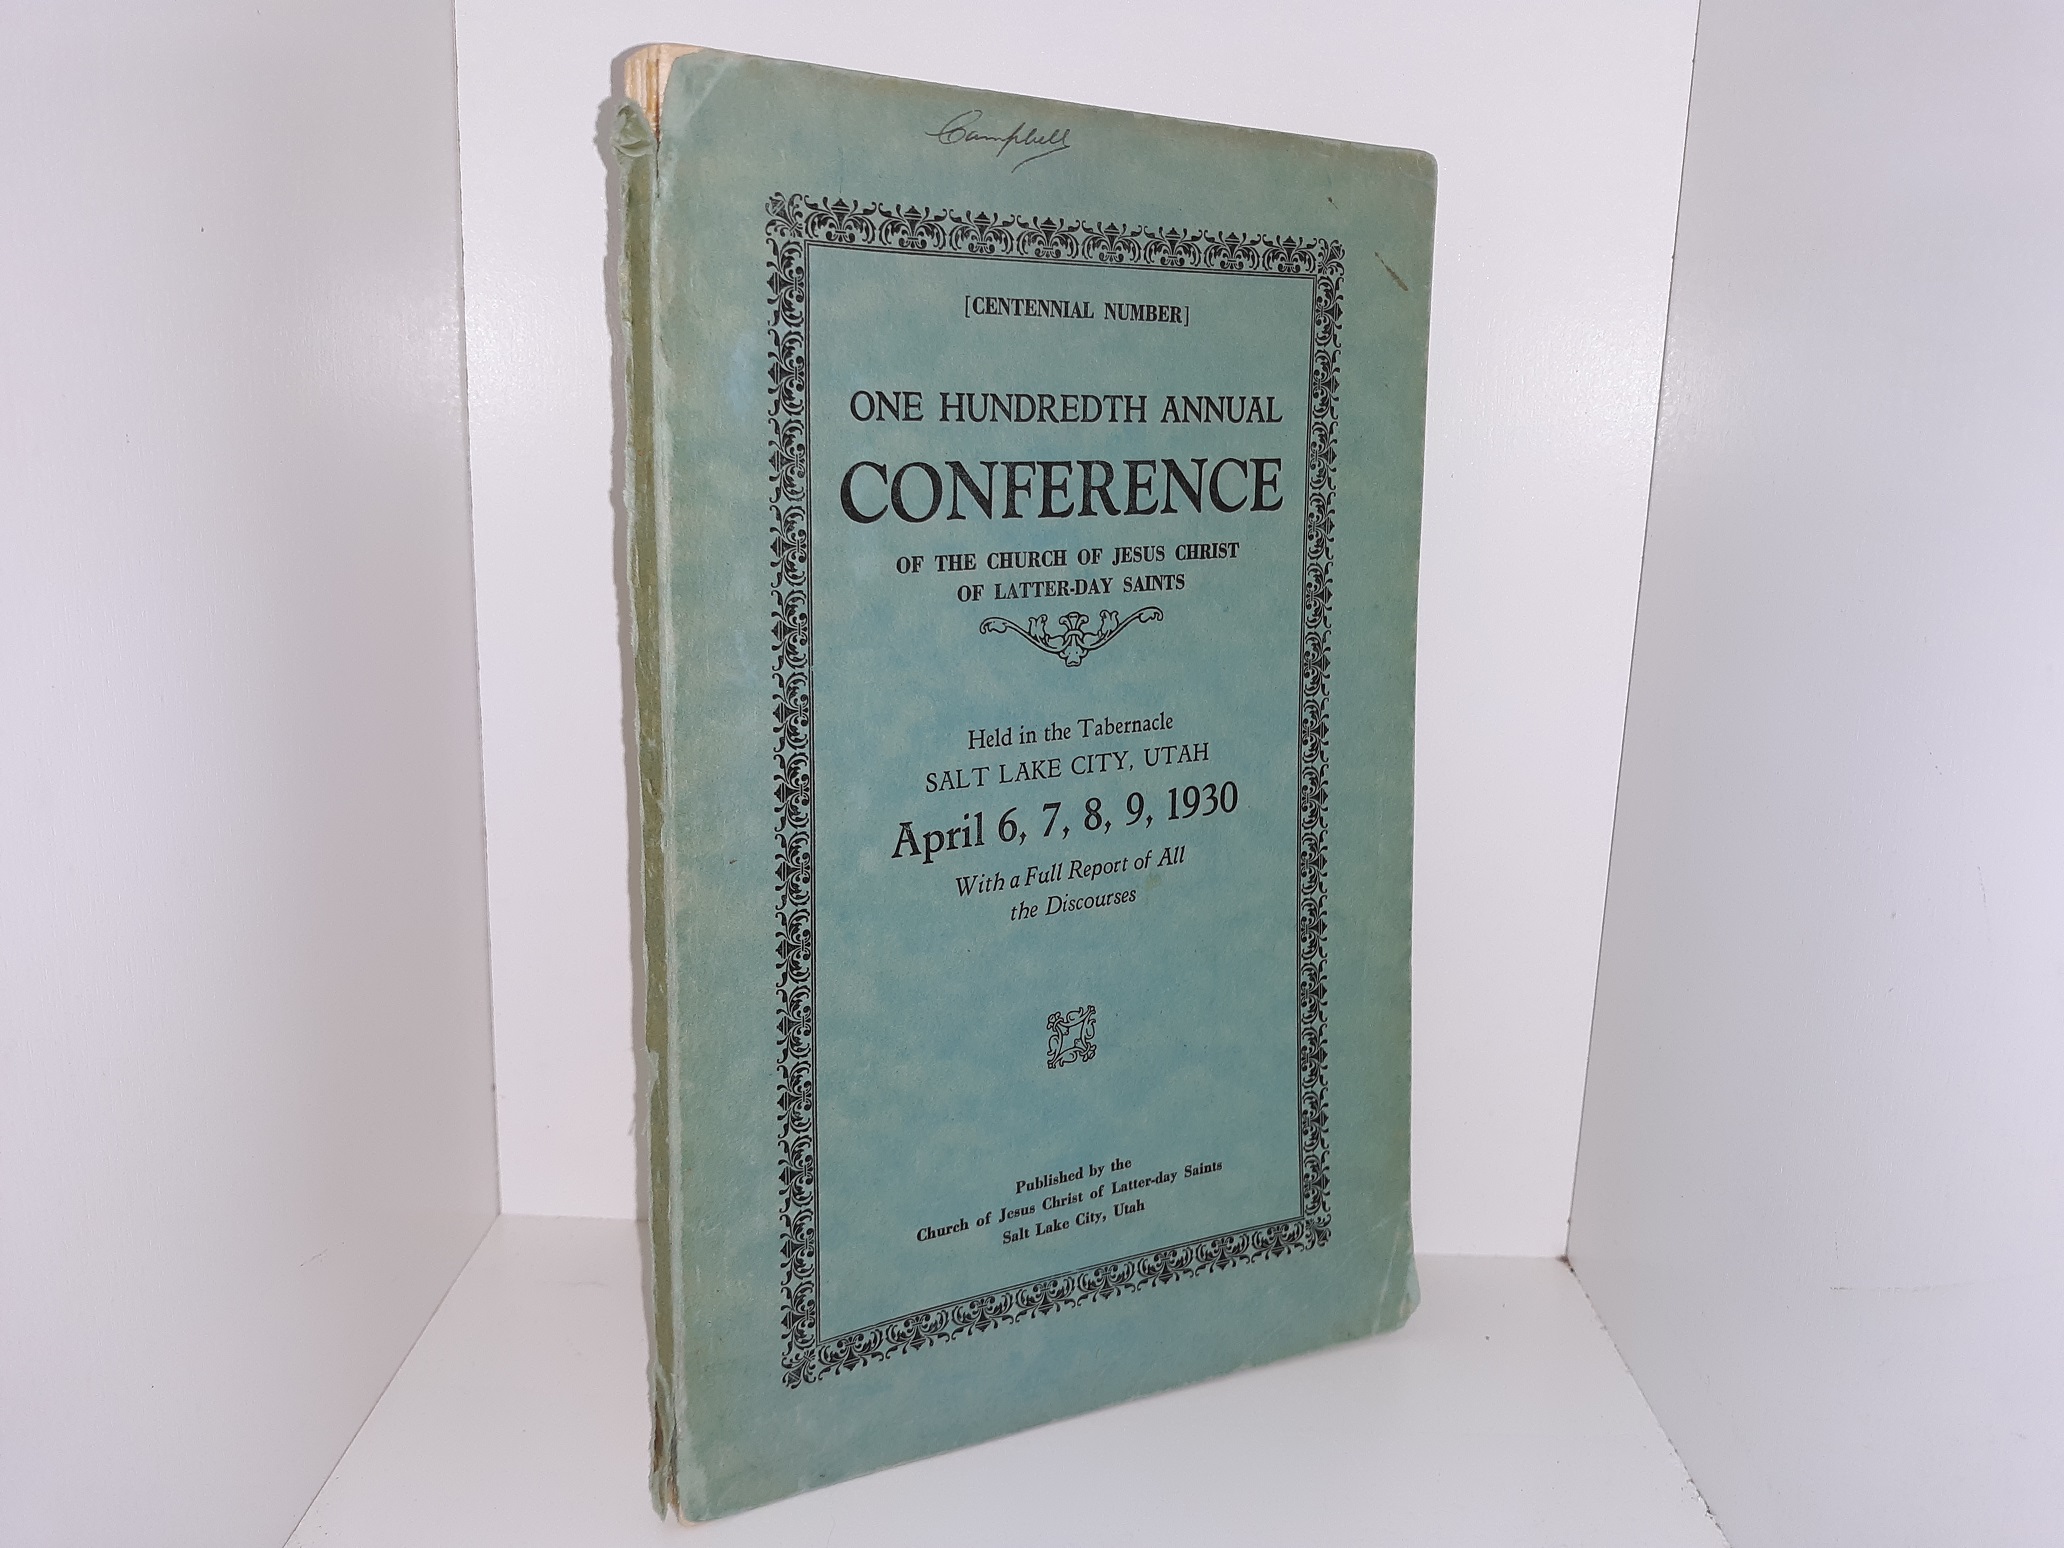 Campbell
[CENTENNIAL NUMBER]
ONE HUNDREDTH ANNUAL
CONFERENCE
OF THE CHURCH OF JESUS CHRIST
OF LATTER-DAY SAINTS
Held in the Tabernacle
SALT LAKE CITY, UTAH
April 6, 7, 8, 9, 1930
With a Full Report of All
the Discourses
Published by the
Church of Jesus Christ of Latter-day Saints
Salt Lake City, Utah